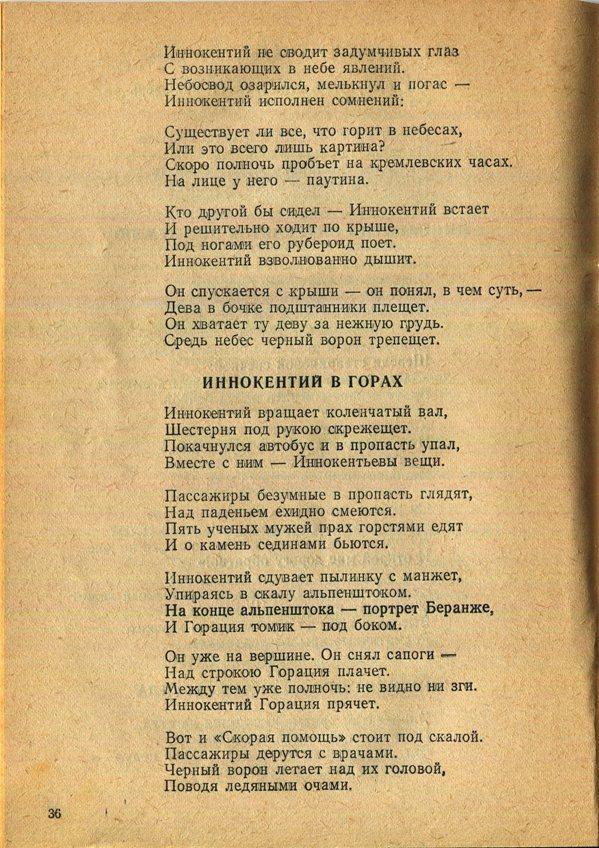 Иннокентий не сводит задумчивых глаз
С возникающих в небе явлений.
Небосвод озарился, мелькнул и погас —
Иннокентий исполнен сомнений:
Существует ли все, что горит в небесах,
Или это всего лишь картина?
Скоро полночь пробьет на кремлевских часах.
На лице у него — паутина.
Кто другой бы сидел — Иннокентий встает
И решительно ходит по крыше,
Под ногами его рубероид поет.
Иннокентий взволнованно дышит.
Он спускается с крыши — он понял, в чем суть, —
Дева в бочке подштанники плещет.
Он хватает ту деву за нежную грудь.
Средь небес черный ворон трепещет.
ИННОКЕНТИЙ В ГОРАХ
Иннокентий вращает коленчатый вал,
Шестерня под рукою скрежещет.
Покачнулся автобус и в пропасть упал,
Вместе с ним — Иннокентьевы вещи.
Пассажиры безумные в пропасть глядят,
Над паденьем ехидно смеются.
Пять ученых мужей прах горстями едят
И о камень сединами бьются.
Иннокентий сдувает пылинку с манжет,
Упираясь в скалу альпенштоком.
На конце альпенштока — портрет Беранже,
И Горация томик — под боком.
Он уже на вершине. Он снял сапоги —
Над строкою Горация плачет.
Между тем уже полночь: не видно ни зги.
Иннокентий Горация прячет.
Вот и «Скорая помощь» стоит под скалой.
Пассажиры дерутся с врачами.
Черный ворон летает над их головой,
Поводя ледяными очами.
36